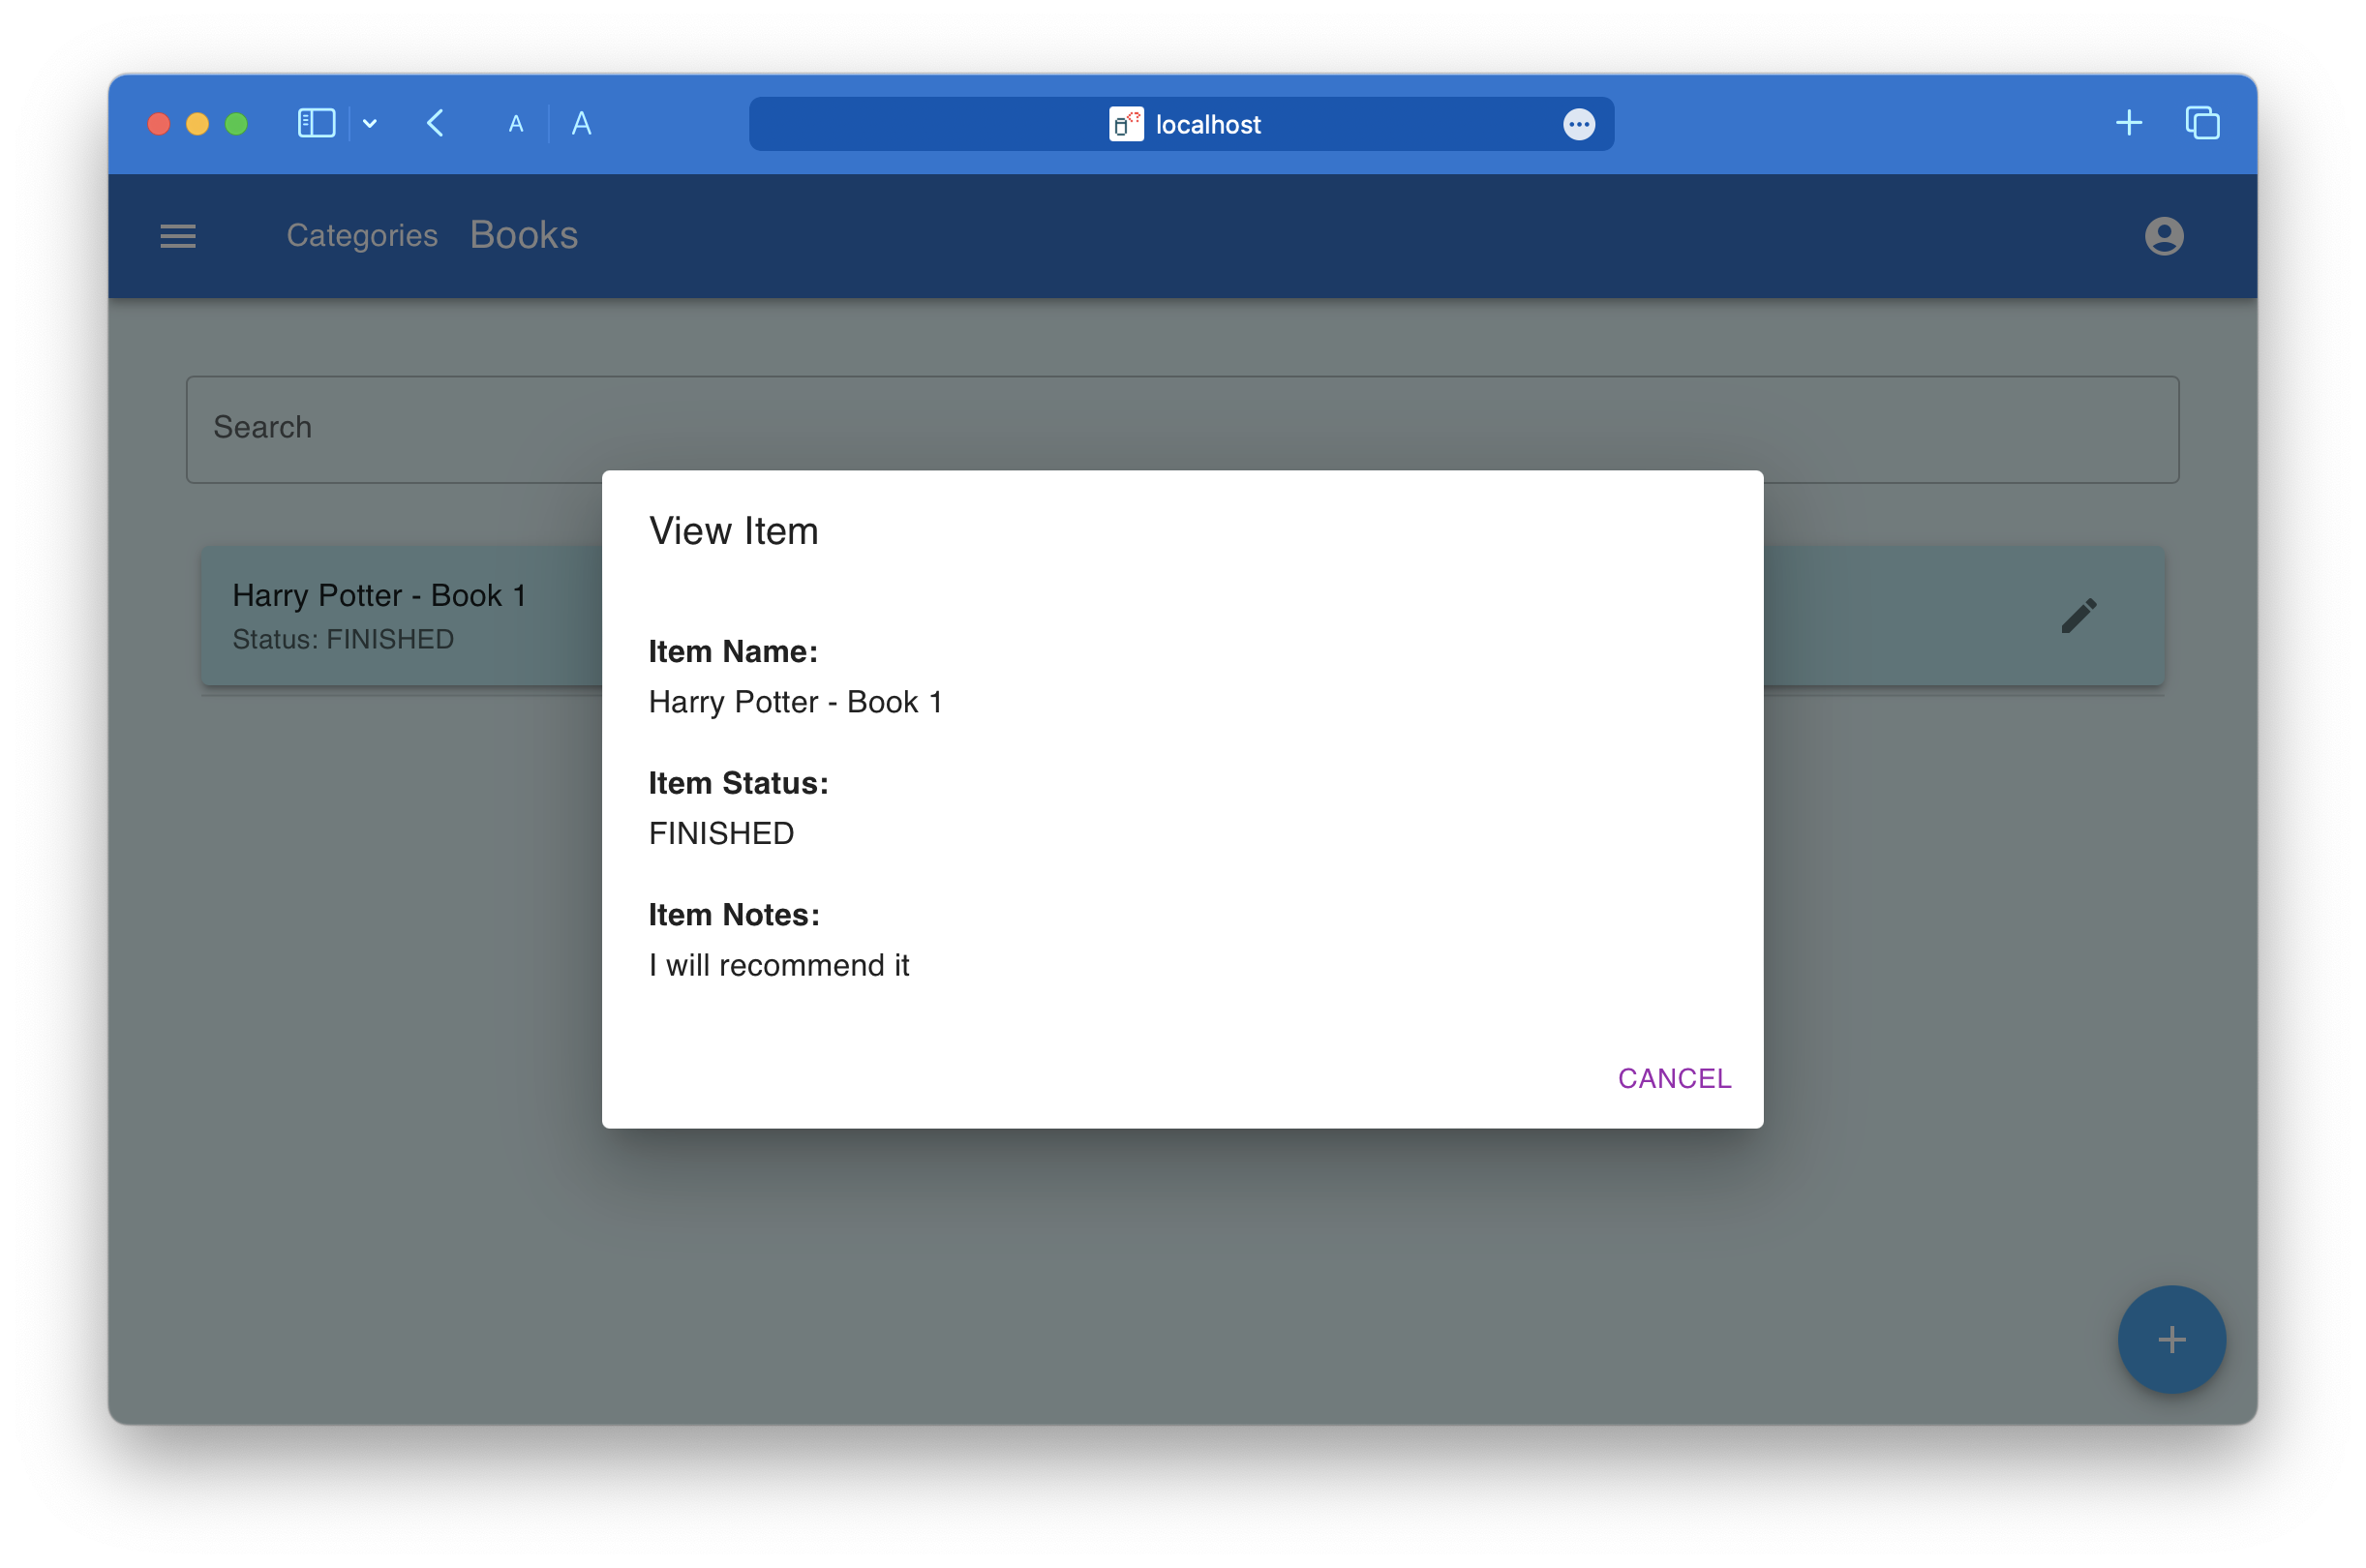 A A localhost
Categories Books
Search
Harry Potter - Book 1
Status: FINISHED
View Item
Item Name:
Harry Potter - Book 1
Item Status:
FINISHED
Item Notes:
I will recommend it
CANCEL